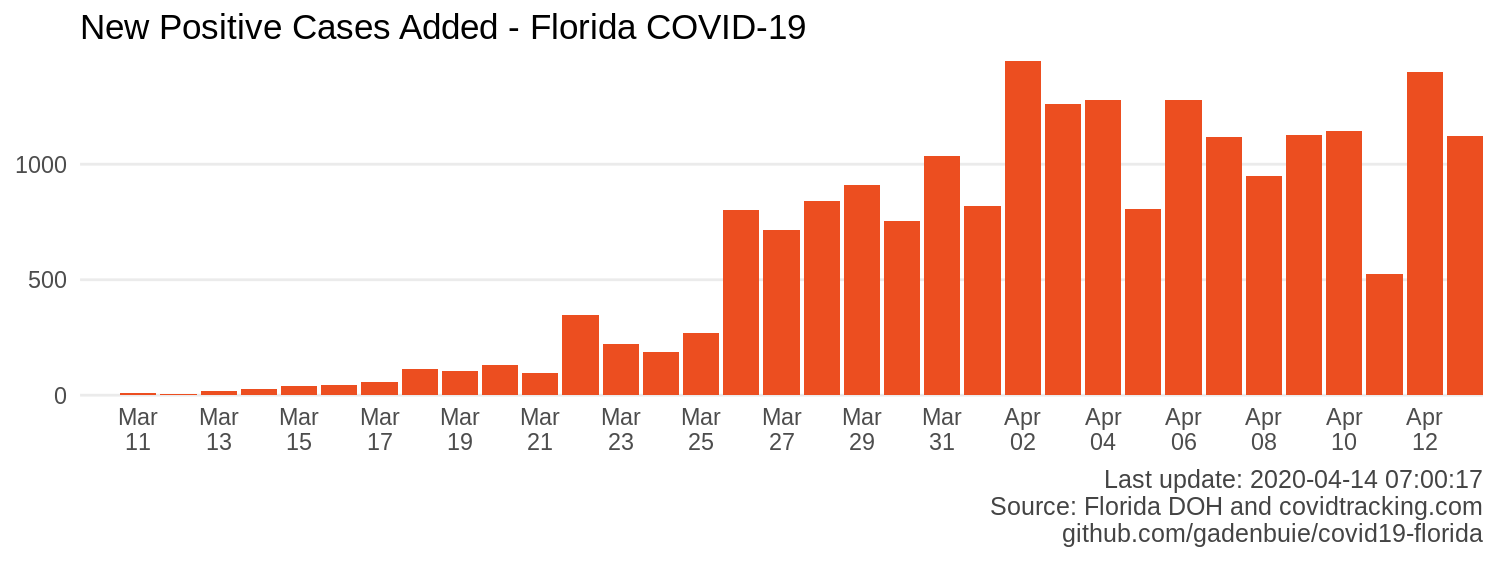 New Positive Cases Added - Florida COVID-19
1000
500
0
Mar Mar Mar Mar Mar Mar Mar Mar Mar Mar Mar Apr Apr Apr Apr Apr Apr
11 13 15 17 19 21 23 25 27 29 31 02 04 06 08 10 12
Last update: 2020-04-14 07:00:17
Source: Florida DOH and covidtracking.com
github.com/gadenbuie/covid19-florida